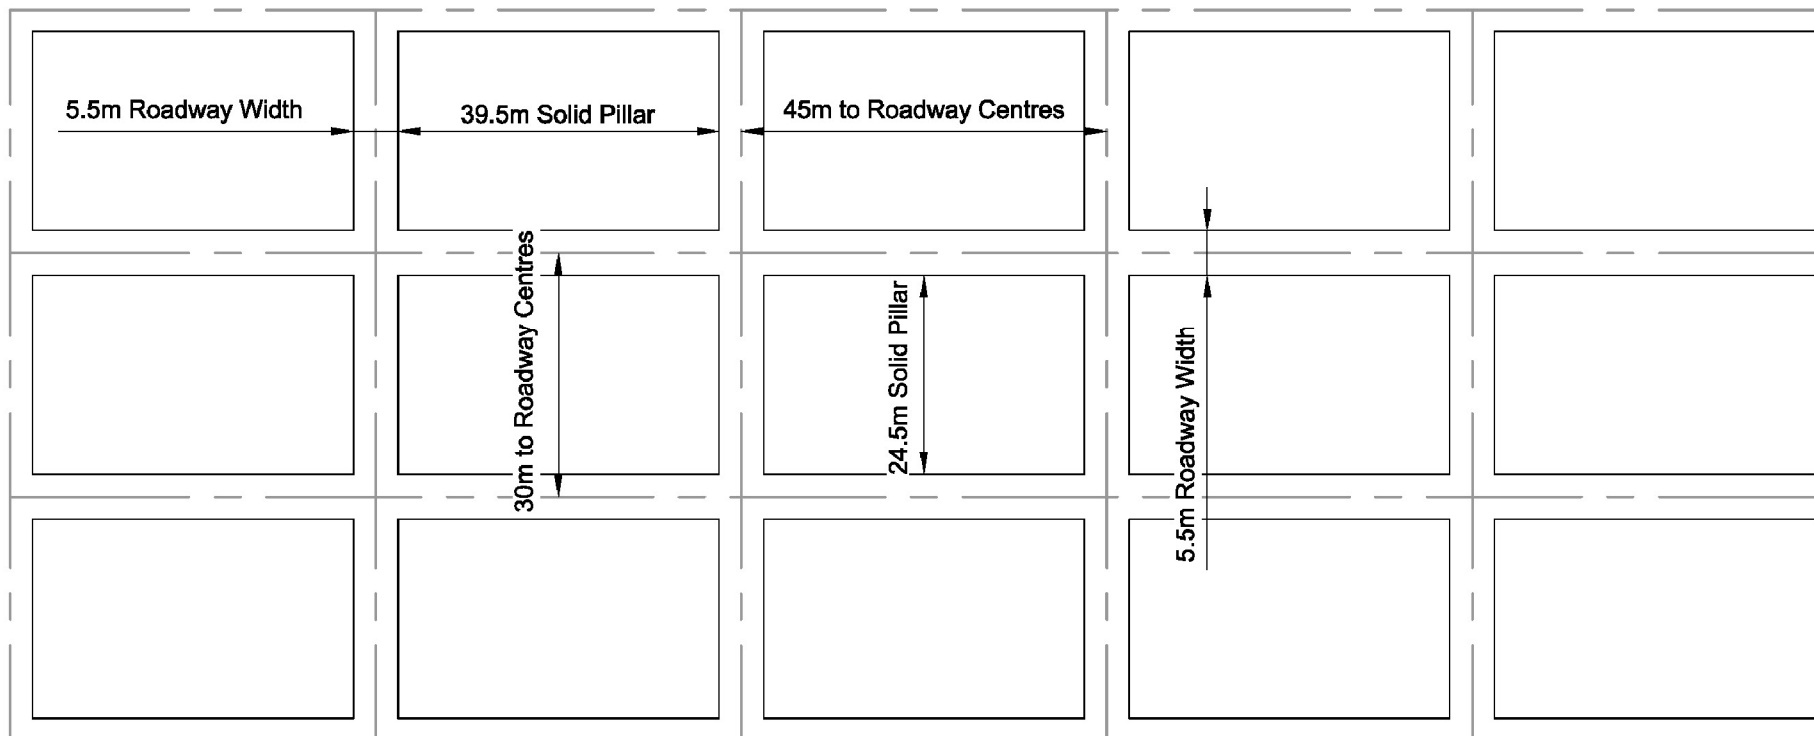 5.5m Roadway Width
39.5m Solid Pillar
45m to Roadway Centres
30m to Roadway Centres
24.5m Solid Pillar
5.5m Roadway Width